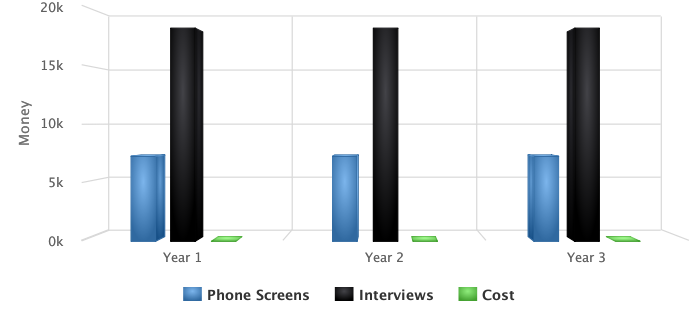 20k
15k
10k
5k
0k
Money
Year 1 Year 2 Year 3
Phone Screens Interviews Cost